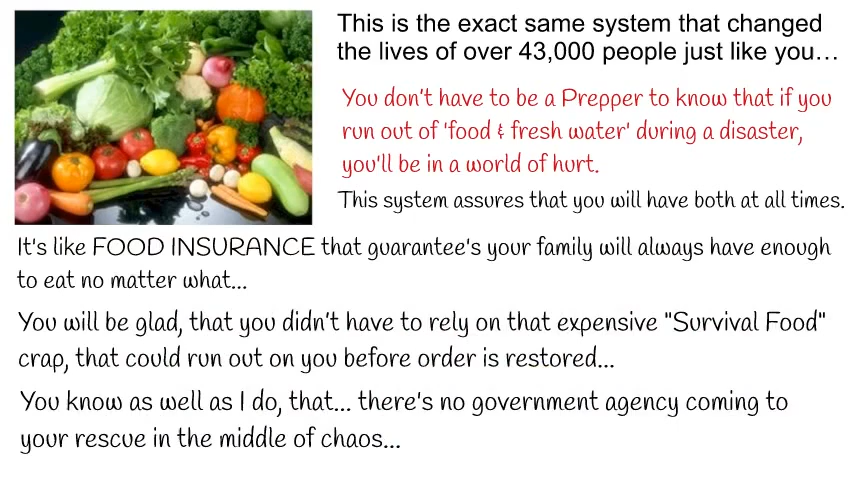 This is the exact same system that changed
the lives of over 43,000 people just like you…
You don't have to be a Prepper to know that if you
run out of 'food & fresh water' during a disaster,
you'll be in a world of hurt.
This system assures that you will have both at all times.
It's like FOOD INSURANCE that guarantee's your family will always have enough
to eat no matter what...
You will be glad, that you didn't have to rely on that expensive "Survival Food"
crap, that could run out on you before order is restored...
You know as well as I do, that... there's no government agency coming to
your rescue in the middle of chaos...